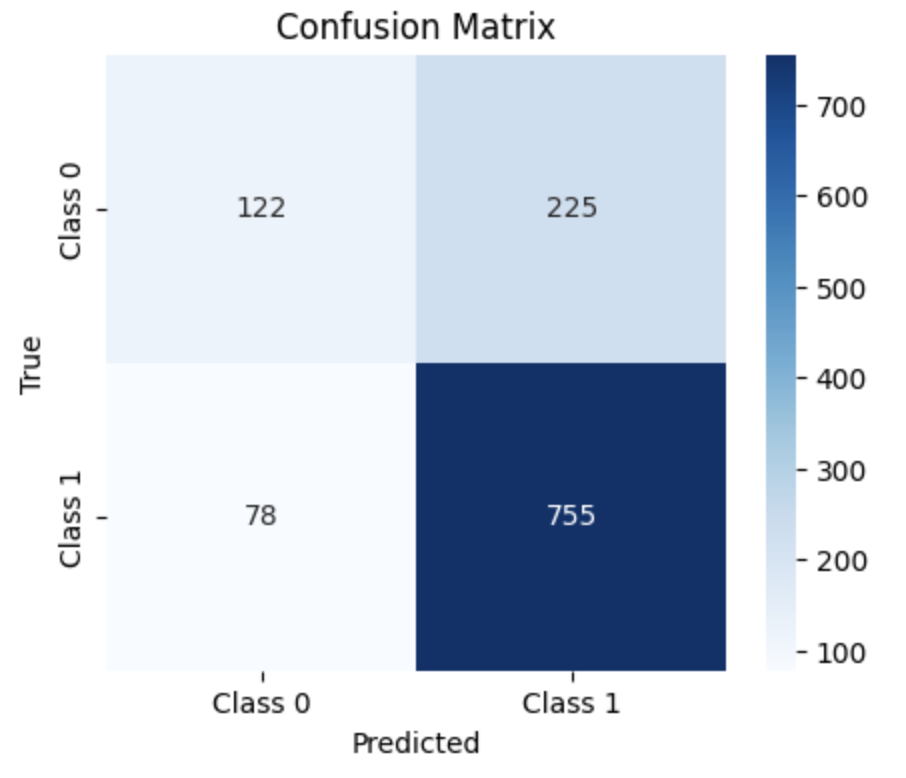 Confusion Matrix
Class 0
122
225
700
600
500
400
300
200
100
True
Class 1
78
755
Class 0
Class 1
Predicted